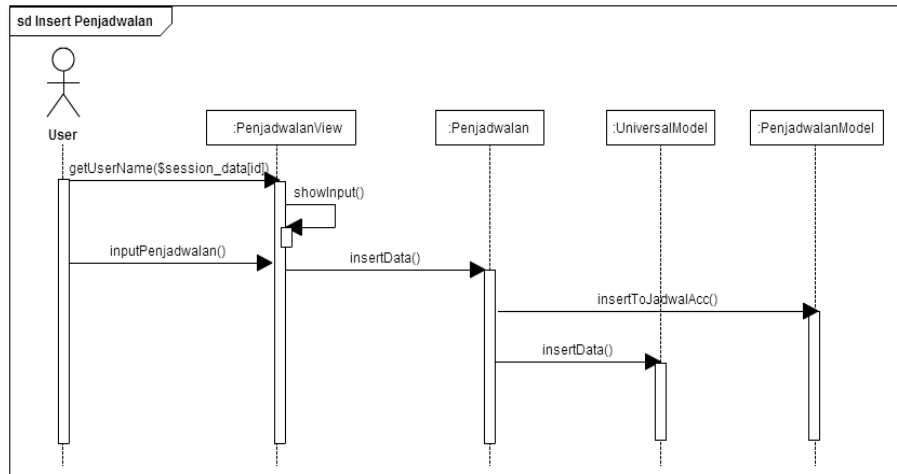 sd Insert Penjadwalan
User
:PenjadwalanView
:Penjadwalan
:UniversalModel
:PenjadwalanModel
getUserName($session_data[id])
showInput()
inputPenjadwalan()
insertData()
insertToJadwalAcc()
insertData()